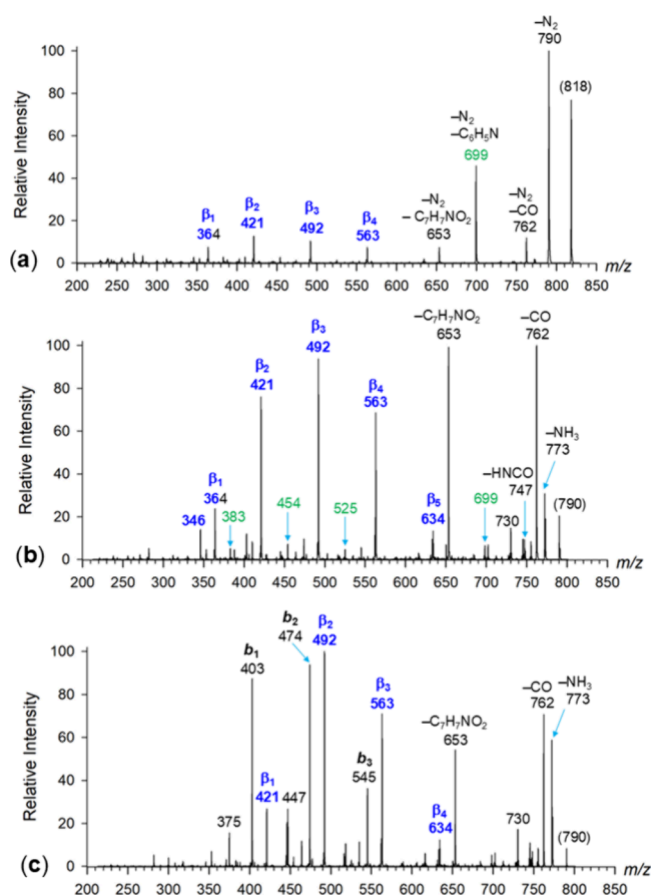 –N₂
790
(818)
–N₂
–C₆H₅N
699
–N₂
–C₇H₇NO₂
653
–N₂
–CO
762
β₁
364
β₂
421
β₃
492
β₄
563
Relative Intensity
100
80
60
40
20
0
200 250 300 350 400 450 500 550 600 650 700 750 800 850
m/z
(a)
–C₇H₇NO₂
653
–CO
762
β₃
492
β₂
421
β₄
563
–NH₃
773
–HNCO
747
β₁
364
346
383
454
525
β₅
634
699
730
(790)
Relative Intensity
100
80
60
40
20
0
200 250 300 350 400 450 500 550 600 650 700 750 800 850
m/z
(b)
b₁
403
b₂
474
β₂
492
β₃
563
–CO
762
–NH₃
773
–C₇H₇NO₂
653
b₃
545
β₁
421
447
375
β₄
634
730
(790)
Relative Intensity
100
80
60
40
20
0
200 250 300 350 400 450 500 550 600 650 700 750 800 850
m/z
(c)